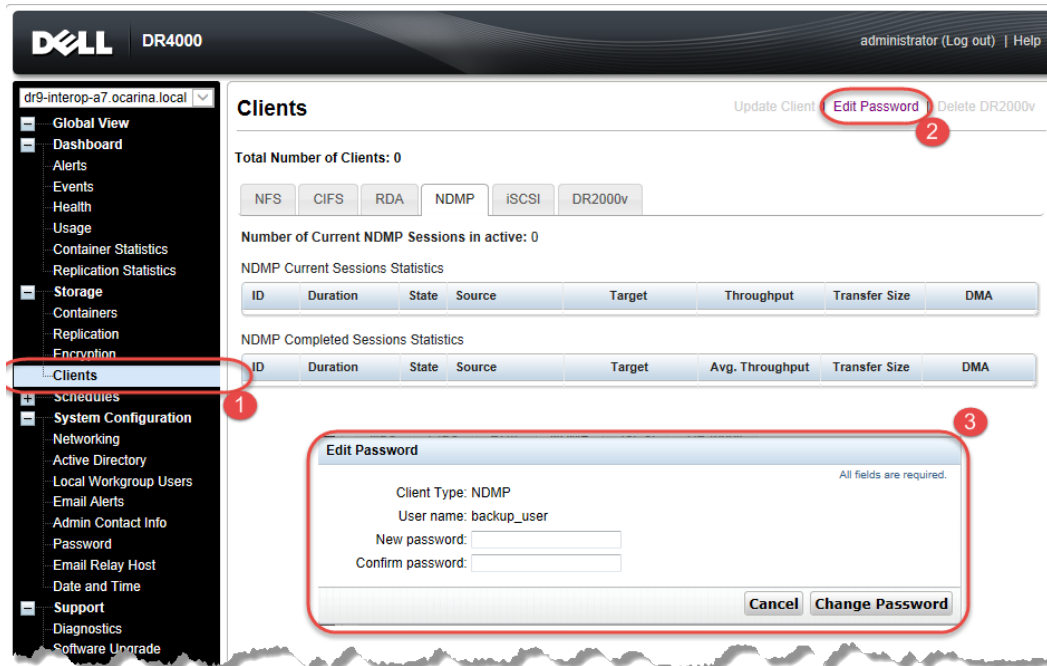 DELL DR4000
administrator (Log out) | Help
dr9-interop-a7.ocarina.local
Global View
Dashboard
Alerts
Events
Health
Usage
Container Statistics
Replication Statistics
Storage
Containers
Replication
Encryption
Clients
1
Schedules
System Configuration
Networking
Active Directory
Local Workgroup Users
Email Alerts
Admin Contact Info
Password
Email Relay Host
Date and Time
Support
Diagnostics
Software Upgrade
Clients
Update Client | Edit Password | Delete DR2000v
2
Total Number of Clients: 0
NFS CIFS RDA NDMP iSCSI DR2000v
Number of Current NDMP Sessions in active: 0
NDMP Current Sessions Statistics
ID Duration State Source Target Throughput Transfer Size DMA
NDMP Completed Sessions Statistics
ID Duration State Source Target Avg. Throughput Transfer Size DMA
3
Edit Password
All fields are required.
Client Type: NDMP
User name: backup_user
New password:
Confirm password:
Cancel Change Password